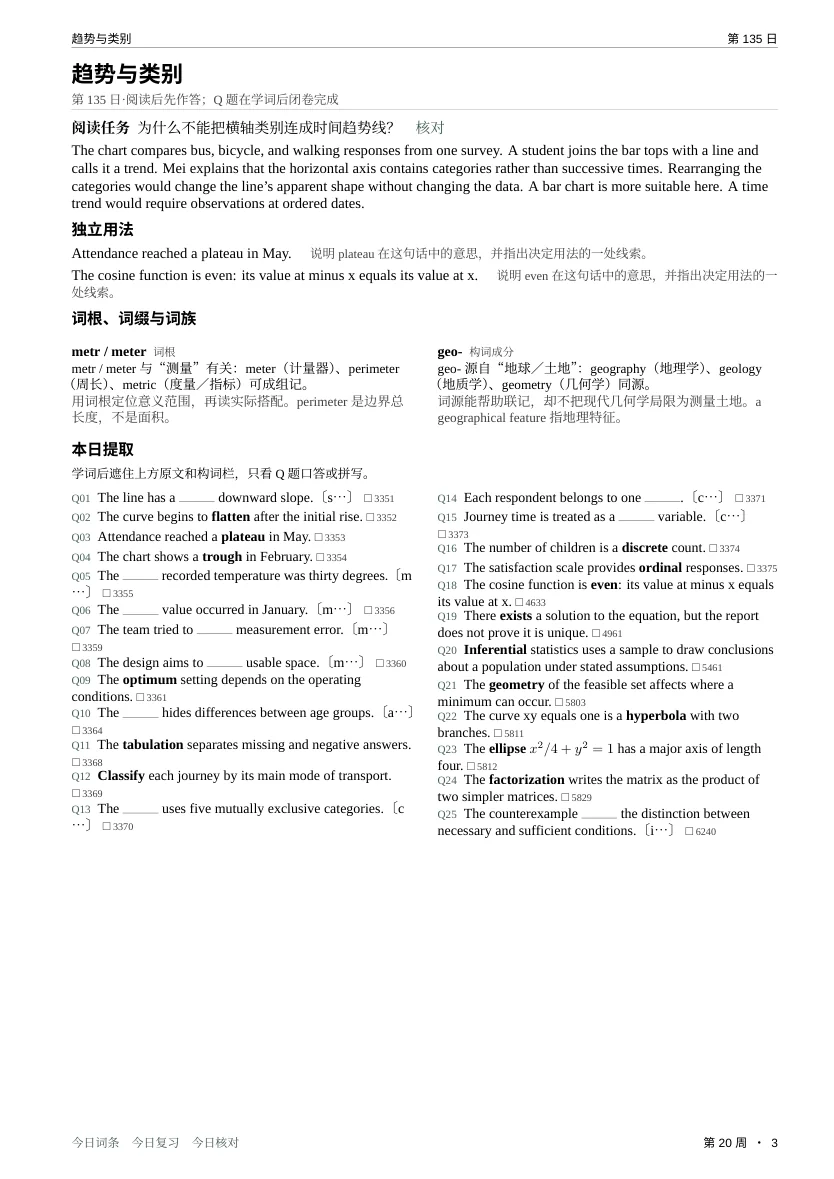 趋势与类别 第 135 日
趋势与类别
第 135 日·阅读后先作答；Q 题在学词后闭卷完成
阅读任务 为什么不能把横轴类别连成时间趋势线？ 核对
The chart compares bus, bicycle, and walking responses from one survey. A student joins the bar tops with a line and
calls it a trend. Mei explains that the horizontal axis contains categories rather than successive times. Rearranging the
categories would change the line’s apparent shape without changing the data. A bar chart is more suitable here. A time
trend would require observations at ordered dates.
独立用法
Attendance reached a plateau in May. 说明 plateau 在这句话中的意思，并指出决定用法的一处线索。
The cosine function is even: its value at minus x equals its value at x. 说明 even 在这句话中的意思，并指出决定用法的一
处线索。
词根、词缀与词族
metr / meter 词根
metr / meter 与“测量”有关：meter（计量器）、perimeter
（周长）、metric（度量／指标）可成组记。
用词根定位意义范围，再读实际搭配。perimeter 是边界总
长度，不是面积。
geo- 构词成分
geo- 源自“地球／土地”：geography（地理学）、geology
（地质学）、geometry（几何学）同源。
词源能帮助联记，却不把现代几何学局限为测量土地。a
geographical feature 指地理特征。
本日提取
学词后遮住上方原文和构词栏，只看 Q 题口答或拼写。
Q01 The line has a _____ downward slope.〔s…〕 □ 3351
Q02 The curve begins to flatten after the initial rise. □ 3352
Q03 Attendance reached a plateau in May. □ 3353
Q04 The chart shows a trough in February. □ 3354
Q05 The _____ recorded temperature was thirty degrees.〔m
…〕 □ 3355
Q06 The _____ value occurred in January.〔m…〕 □ 3356
Q07 The team tried to _____ measurement error.〔m…〕
□ 3359
Q08 The design aims to _____ usable space.〔m…〕 □ 3360
Q09 The optimum setting depends on the operating
conditions. □ 3361
Q10 The _____ hides differences between age groups.〔a…〕
□ 3364
Q11 The tabulation separates missing and negative answers.
□ 3368
Q12 Classify each journey by its main mode of transport.
□ 3369
Q13 The _____ uses five mutually exclusive categories.〔c
…〕 □ 3370
Q14 Each respondent belongs to one _____.〔c…〕 □ 3371
Q15 Journey time is treated as a _____ variable.〔c…〕
□ 3373
Q16 The number of children is a discrete count. □ 3374
Q17 The satisfaction scale provides ordinal responses. □ 3375
Q18 The cosine function is even: its value at minus x equals
its value at x. □ 4633
Q19 There exists a solution to the equation, but the report
does not prove it is unique. □ 4961
Q20 Inferential statistics uses a sample to draw conclusions
about a population under stated assumptions. □ 5461
Q21 The geometry of the feasible set affects where a
minimum can occur. □ 5803
Q22 The curve xy equals one is a hyperbola with two
branches. □ 5811
Q23 The ellipse x²/4 + y² = 1 has a major axis of length
four. □ 5812
Q24 The factorization writes the matrix as the product of
two simpler matrices. □ 5829
Q25 The counterexample _____ the distinction between
necessary and sufficient conditions.〔i…〕 □ 6240
今日词条 今日复习 今日核对 第 20 周 • 3